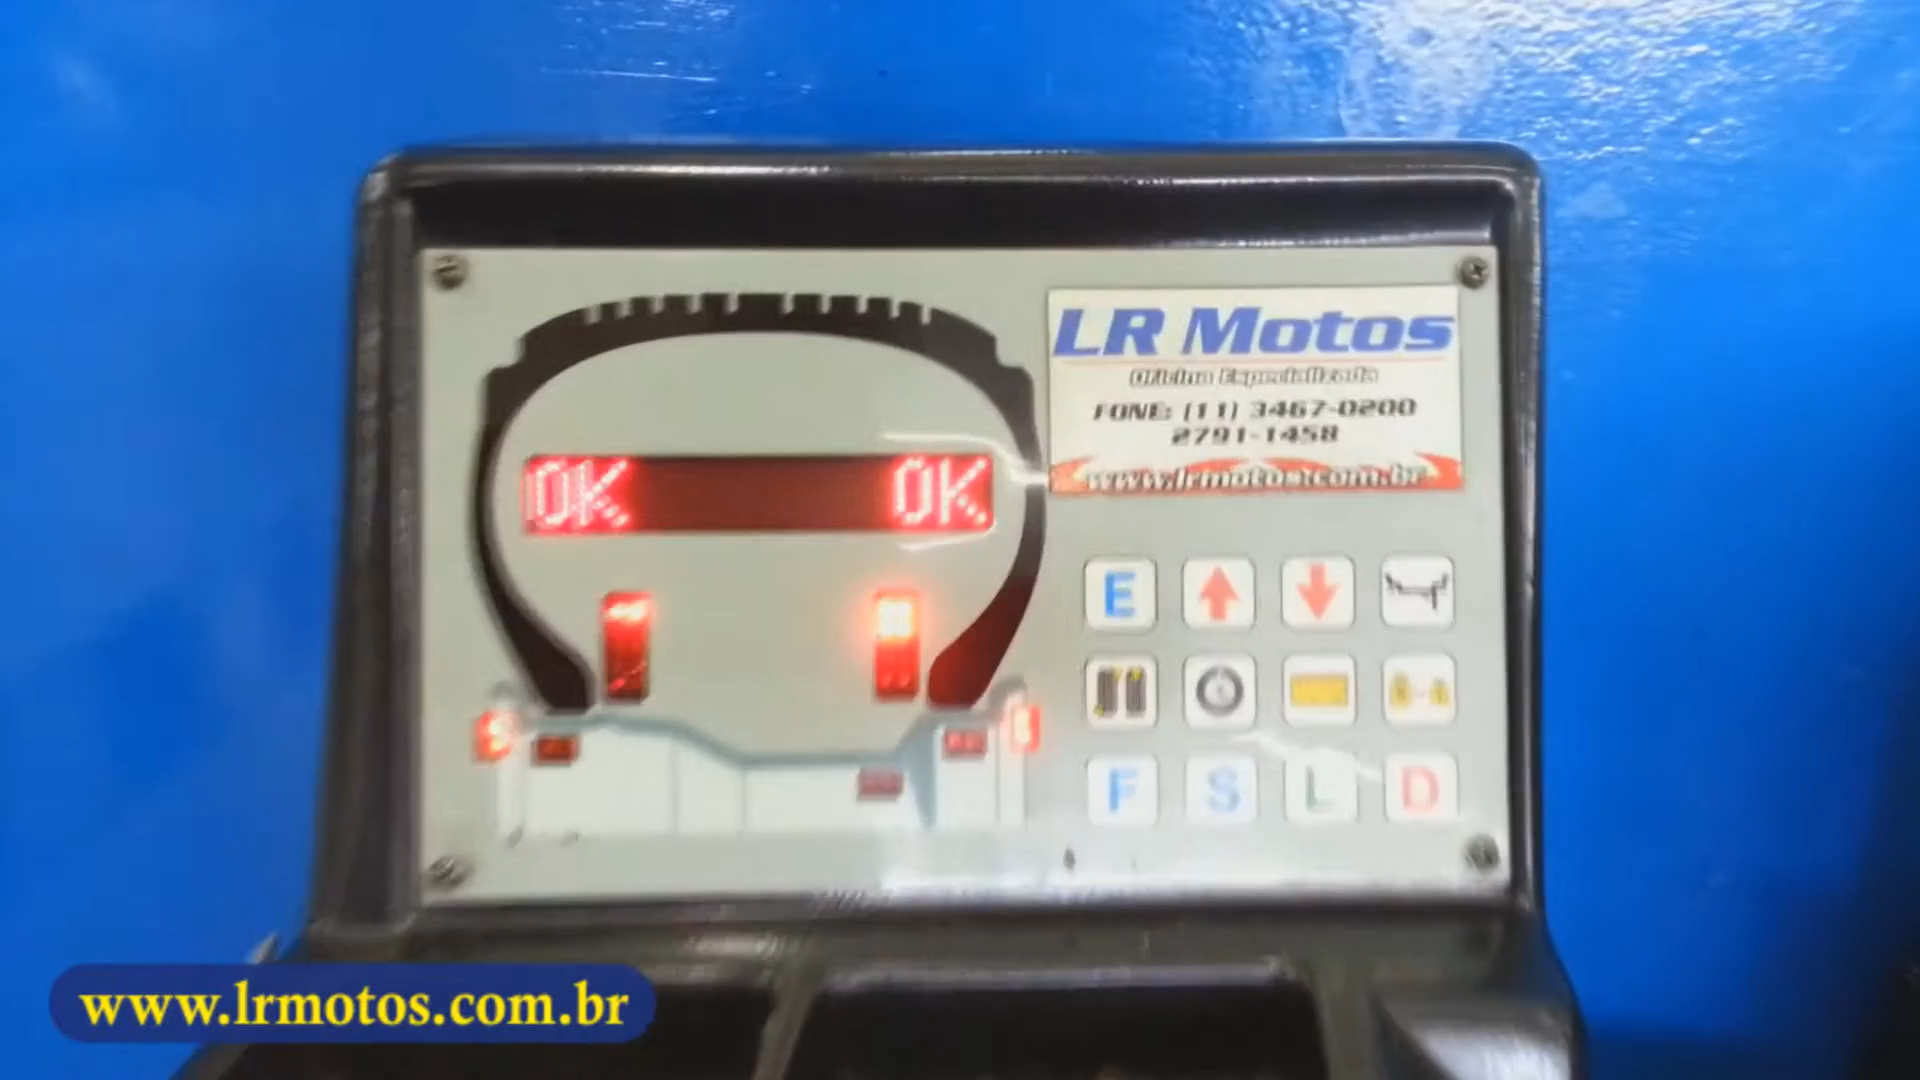 LR Motos
Oficina Especializada
FONE: (11) 3467-0200
2791-1458
www.lrmotos.com.br
OK OK
E
F S L D
www.lrmotos.com.br